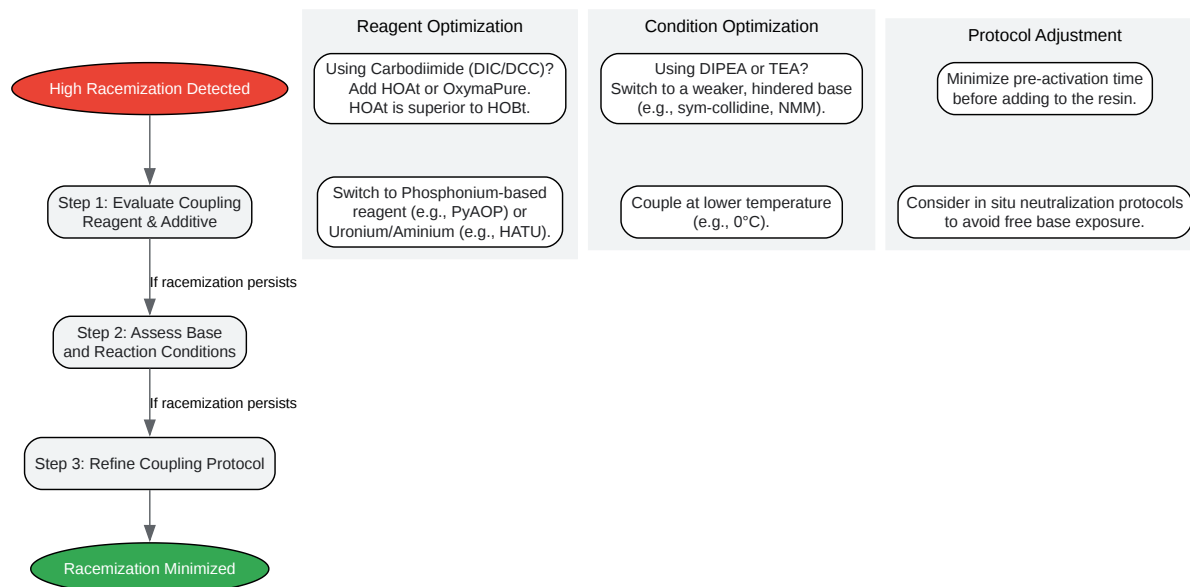 High Racemization Detected
Step 1: Evaluate Coupling
Reagent & Additive
If racemization persists
Step 2: Assess Base
and Reaction Conditions
If racemization persists
Step 3: Refine Coupling Protocol
Racemization Minimized
Reagent Optimization
Using Carbodiimide (DIC/DCC)?
Add HOAt or OxymaPure.
HOAt is superior to HOBt.
Switch to Phosphonium-based
reagent (e.g., PyAOP) or
Uronium/Aminium (e.g., HATU).
Condition Optimization
Using DIPEA or TEA?
Switch to a weaker, hindered base
(e.g., sym-collidine, NMM).
Couple at lower temperature
(e.g., 0°C).
Protocol Adjustment
Minimize pre-activation time
before adding to the resin.
Consider in situ neutralization protocols
to avoid free base exposure.